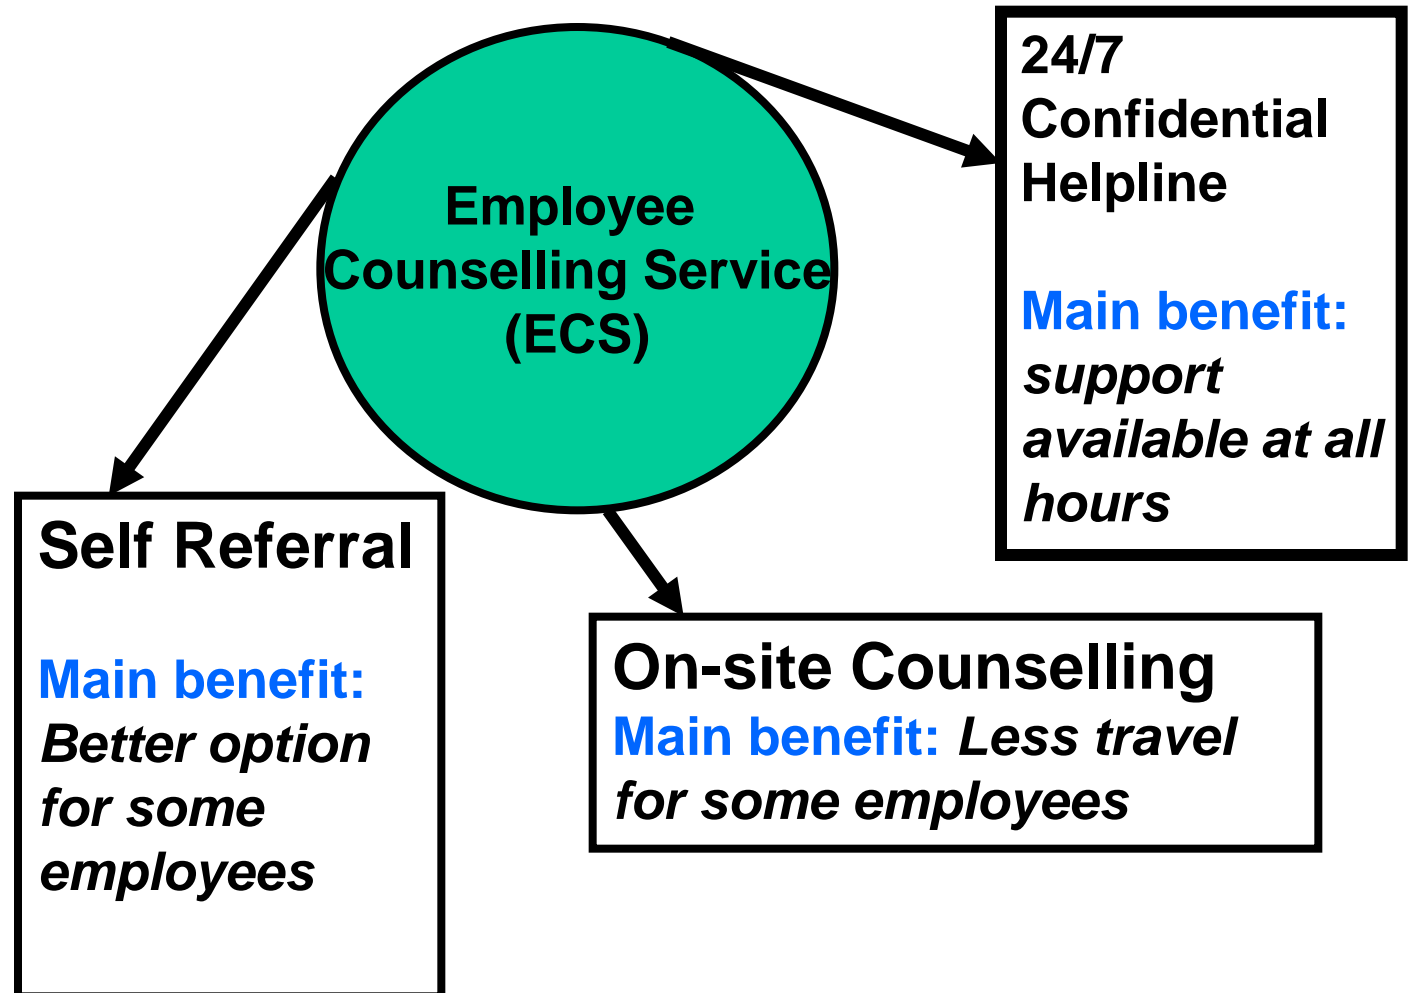 Employee
Counselling Service
(ECS)
24/7
Confidential
Helpline
Main benefit:
support
available at all
hours
Self Referral
Main benefit:
Better option
for some
employees
On-site Counselling
Main benefit: Less travel
for some employees